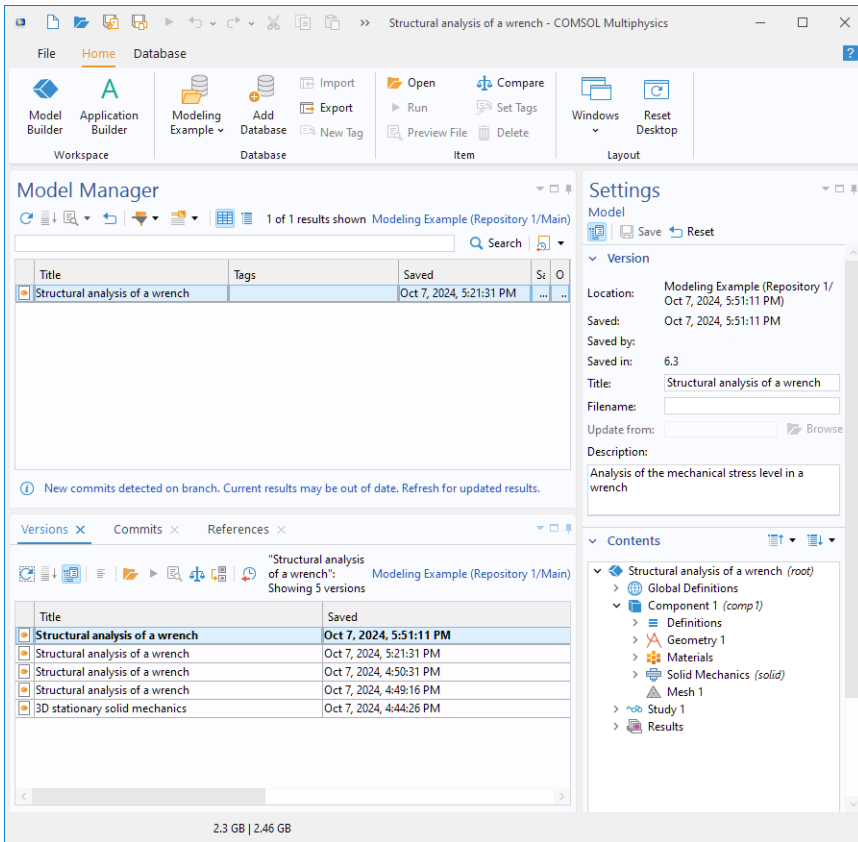 Structural analysis of a wrench - COMSOL Multiphysics
File Home Database
?
Model Builder
Application Builder
Workspace
Modeling Example
Add Database
Import
Export
New Tag
Database
Open
Run
Preview File
Compare
Set Tags
Delete
Item
Windows
Reset Desktop
Layout
Model Manager
1 of 1 results shown Modeling Example (Repository 1/Main)
Search
Title Tags Saved Sa O
Structural analysis of a wrench Oct 7, 2024, 5:21:31 PM ... ..
New commits detected on branch. Current results may be out of date. Refresh for updated results.
Versions Commits References
"Structural analysis
of a wrench":
Showing 5 versions
Modeling Example (Repository 1/Main)
Title Saved
Structural analysis of a wrench Oct 7, 2024, 5:51:11 PM
Structural analysis of a wrench Oct 7, 2024, 5:21:31 PM
Structural analysis of a wrench Oct 7, 2024, 4:50:31 PM
Structural analysis of a wrench Oct 7, 2024, 4:49:16 PM
3D stationary solid mechanics Oct 7, 2024, 4:44:26 PM
Settings
Model
Save Reset
Version
Location: Modeling Example (Repository 1/
Oct 7, 2024, 5:51:11 PM)
Saved: Oct 7, 2024, 5:51:11 PM
Saved by:
Saved in: 6.3
Title: Structural analysis of a wrench
Filename:
Update from: Browse
Description:
Analysis of the mechanical stress level in a
wrench
Contents
Structural analysis of a wrench (root)
Global Definitions
Component 1 (comp1)
Definitions
Geometry 1
Materials
Solid Mechanics (solid)
Mesh 1
Study 1
Results
2.3 GB | 2.46 GB